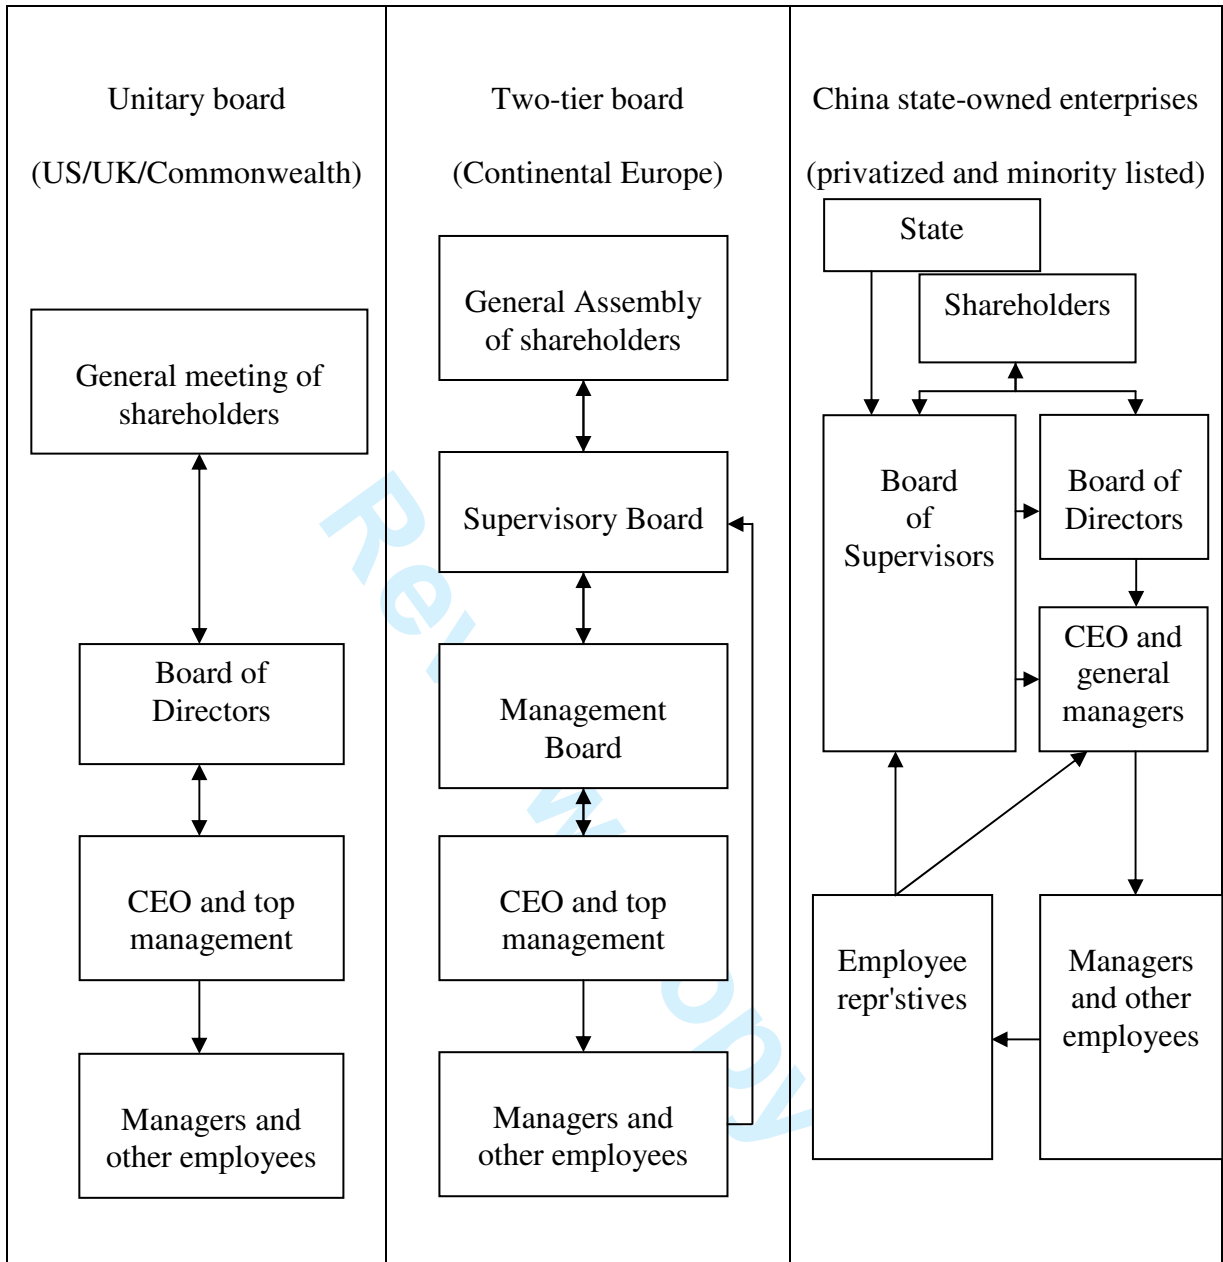 Unitary board
(US/UK/Commonwealth)
General meeting of
shareholders
Board of
Directors
CEO and top
management
Managers and
other employees
Two-tier board
(Continental Europe)
General Assembly
of shareholders
Supervisory Board
Management
Board
CEO and top
management
Managers and
other employees
China state-owned enterprises
(privatized and minority listed)
State
Shareholders
Board
of
Supervisors
Board of
Directors
CEO and
general
managers
Employee
repr'stives
Managers
and other
employees